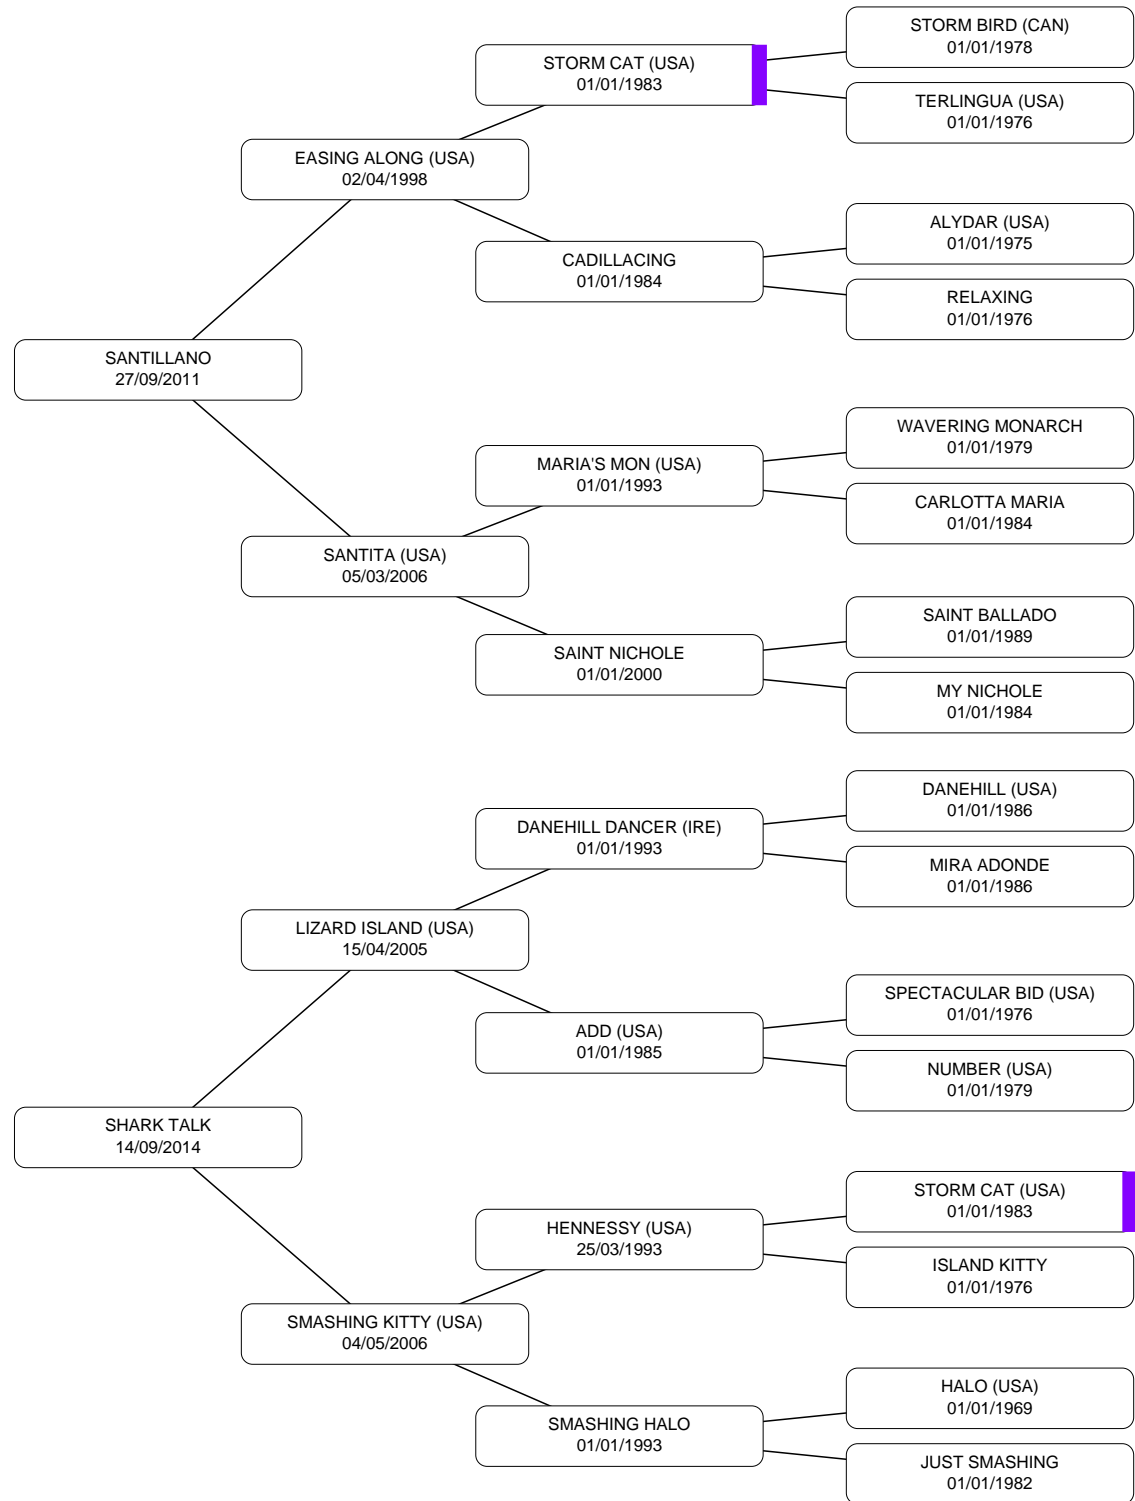 STORM BIRD (CAN)
01/01/1978
STORM CAT (USA)
01/01/1983
TERLINGUA (USA)
01/01/1976
EASING ALONG (USA)
02/04/1998
ALYDAR (USA)
01/01/1975
CADILLACING
01/01/1984
RELAXING
01/01/1976
SANTILLANO
27/09/2011
WAVERING MONARCH
01/01/1979
MARIA'S MON (USA)
01/01/1993
CARLOTTA MARIA
01/01/1984
SANTITA (USA)
05/03/2006
SAINT BALLADO
01/01/1989
SAINT NICHOLE
01/01/2000
MY NICHOLE
01/01/1984
DANEHILL (USA)
01/01/1986
DANEHILL DANCER (IRE)
01/01/1993
MIRA ADONDE
01/01/1986
LIZARD ISLAND (USA)
15/04/2005
SPECTACULAR BID (USA)
01/01/1976
ADD (USA)
01/01/1985
NUMBER (USA)
01/01/1979
SHARK TALK
14/09/2014
STORM CAT (USA)
01/01/1983
HENNESSY (USA)
25/03/1993
ISLAND KITTY
01/01/1976
SMASHING KITTY (USA)
04/05/2006
HALO (USA)
01/01/1969
SMASHING HALO
01/01/1993
JUST SMASHING
01/01/1982